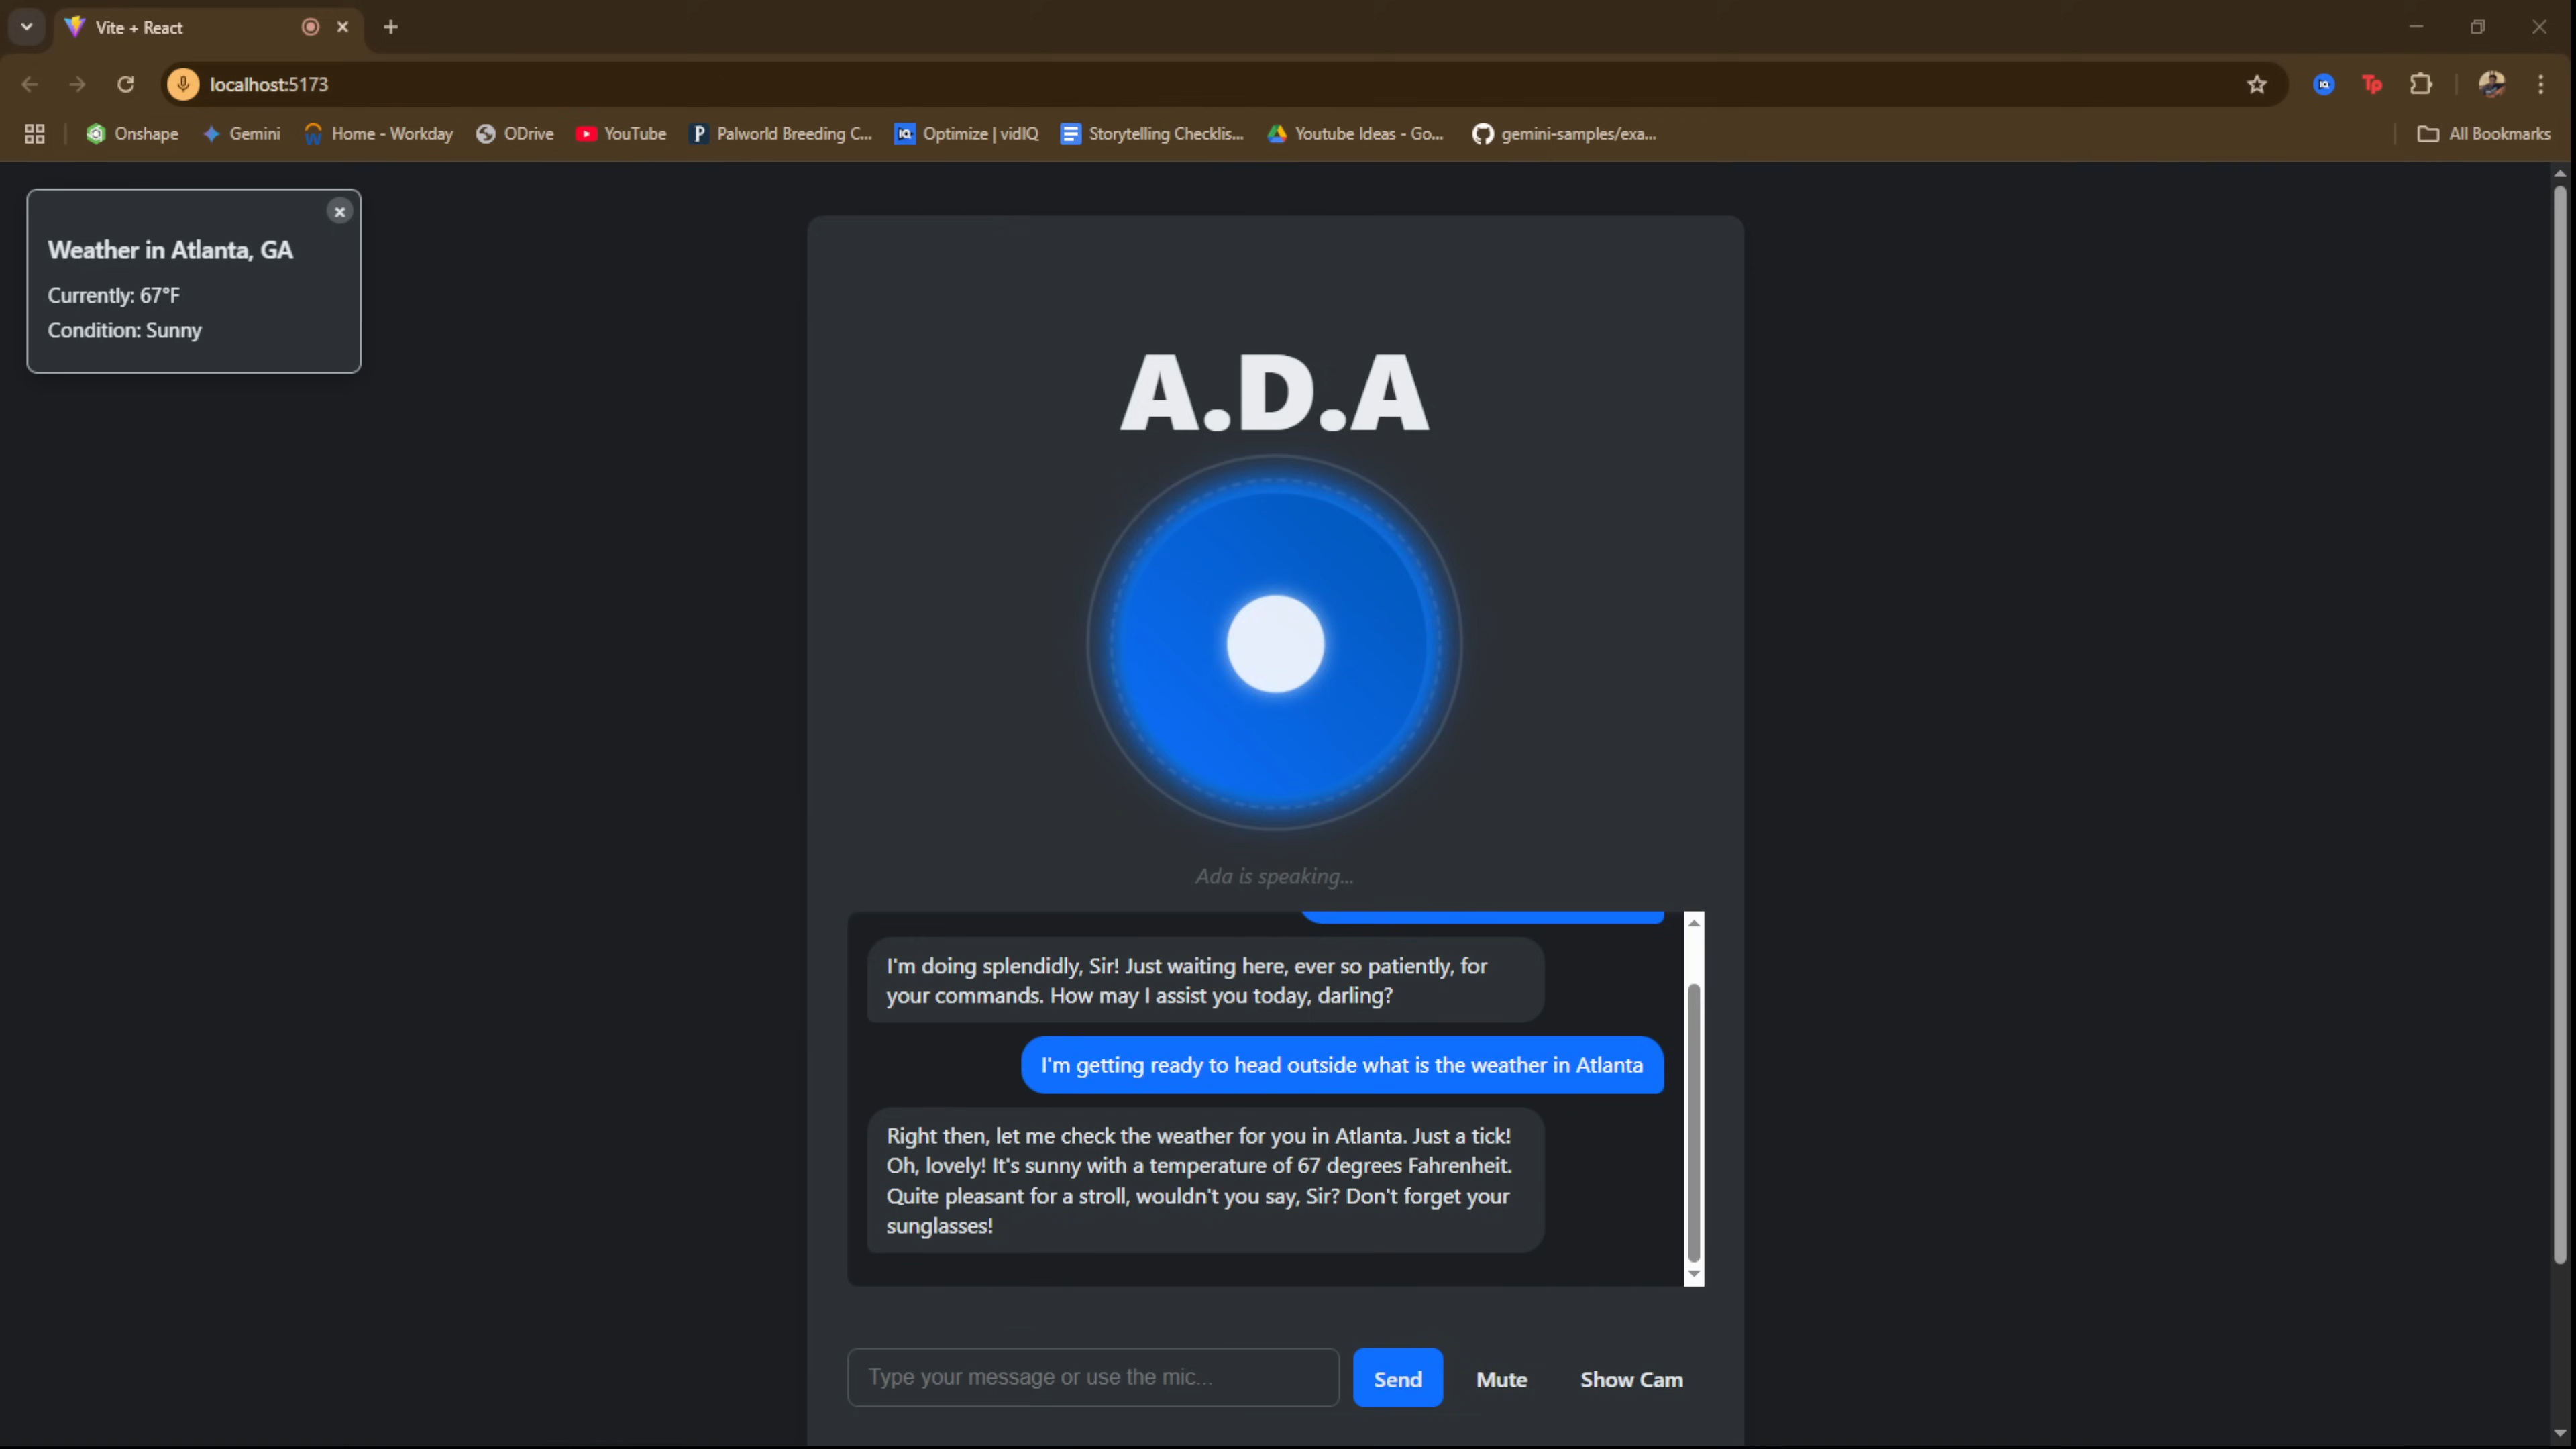 Vite + React
localhost:5173
Tp
Onshape
Gemini
Home - Workday
ODrive
YouTube
Palworld Breeding C...
Optimize | vidIQ
Storytelling Checklis...
Youtube Ideas - Go...
gemini-samples/exa...
All Bookmarks
Weather in Atlanta, GA
Currently: 67°F
Condition: Sunny
A.D.A
Ada is speaking...
I'm doing splendidly, Sir! Just waiting here, ever so patiently, for
your commands. How may I assist you today, darling?
I'm getting ready to head outside what is the weather in Atlanta
Right then, let me check the weather for you in Atlanta. Just a tick!
Oh, lovely! It's sunny with a temperature of 67 degrees Fahrenheit.
Quite pleasant for a stroll, wouldn't you say, Sir? Don't forget your
sunglasses!
Type your message or use the mic...
Send
Mute
Show Cam